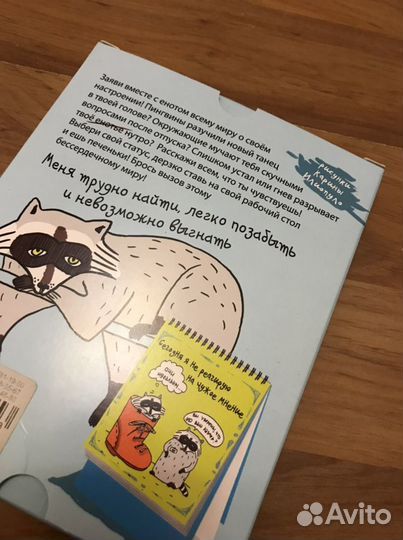 Заяви вместе с енотом всему миру о своём
настроении! Пингвины разучили новый танец
в твоей голове? Окружающие мучают тебя скучными
вопросами после отпуска? Слишком устал или гнев разрывает
твоё енотье нутро? Расскажи всем, что ты чувствуешь!
Выбери свой статус, дерзко ставь на свой рабочий стол
и ешь печеньки! Брось вызов этому
бессердечному миру!
рисунки
Карины
Илиопуло
Меня трудно найти, легко позабыть
и невозможно выгнать
Сегодня я не реагирую
на чужое мнение
Avito